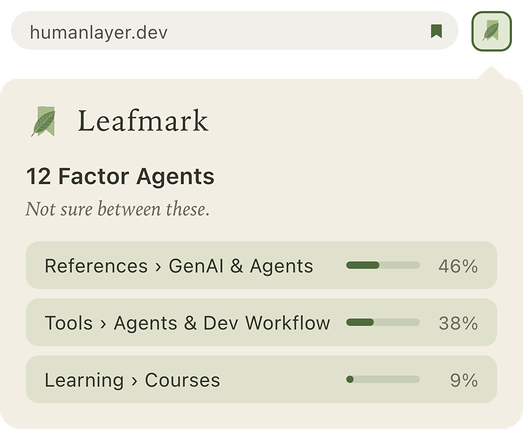 humanlayer.dev
Leafmark
12 Factor Agents
Not sure between these.
References › GenAI & Agents 46%
Tools › Agents & Dev Workflow 38%
Learning › Courses 9%